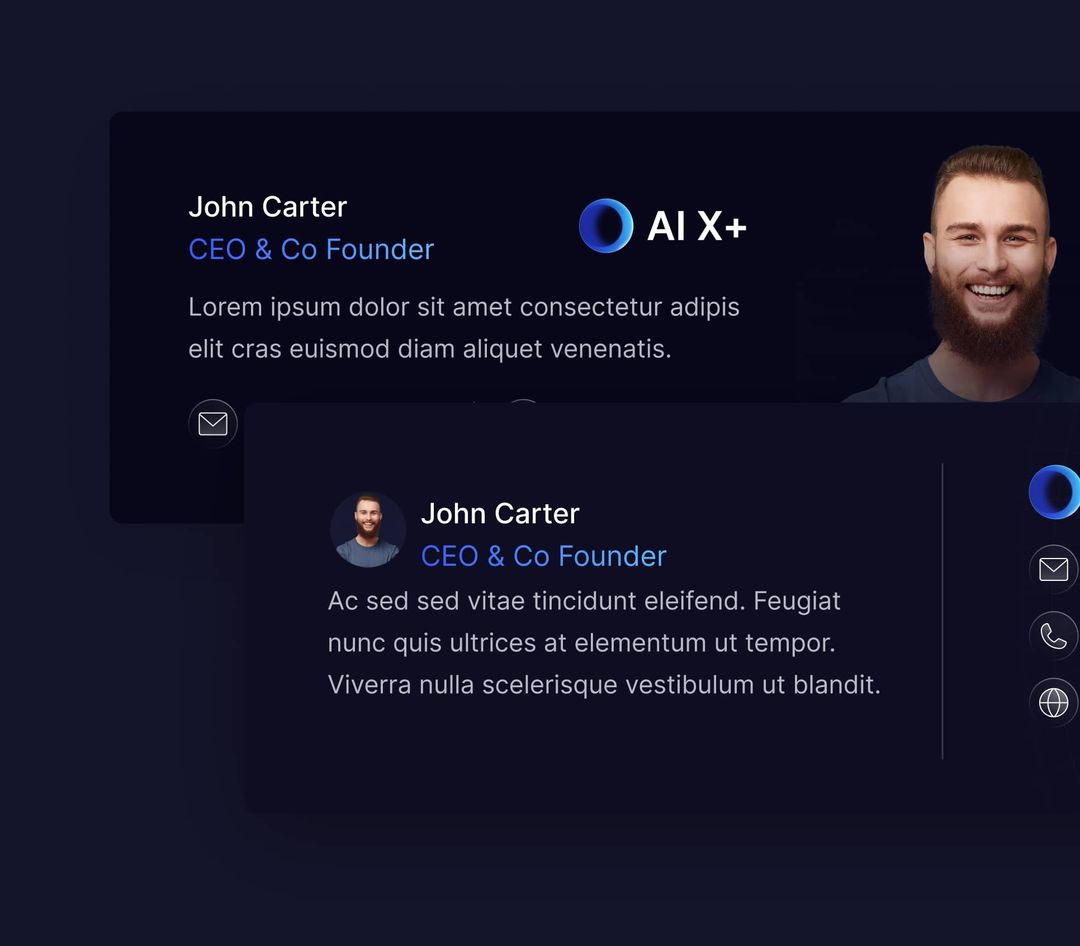 John Carter
CEO & Co Founder
AI X+
Lorem ipsum dolor sit amet consectetur adipis
elit cras euismod diam aliquet venenatis.
John Carter
CEO & Co Founder
Ac sed sed vitae tincidunt eleifend. Feugiat
nunc quis ultrices at elementum ut tempor.
Viverra nulla scelerisque vestibulum ut blandit.